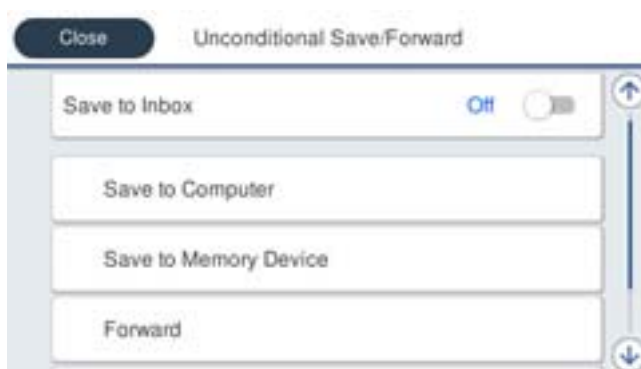 Close
Unconditional Save/Forward
Save to Inbox
Off
Save to Computer
Save to Memory Device
Forward